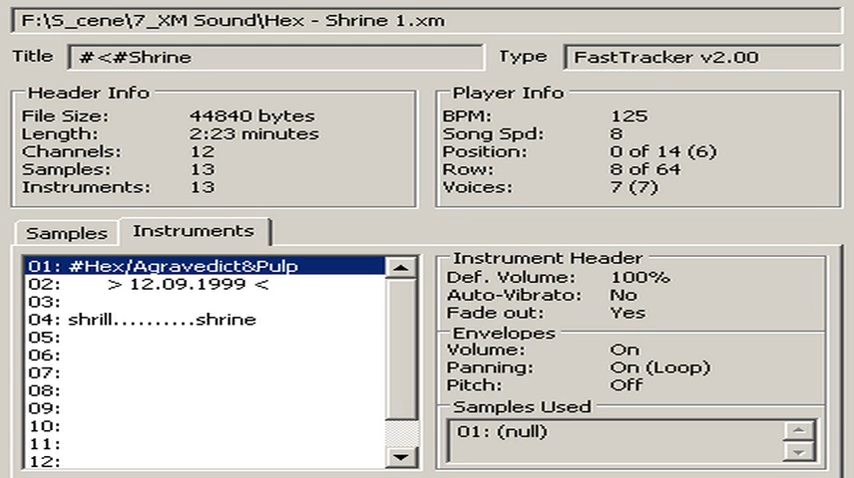 F:\S_cene\7_XM Sound\Hex - Shrine 1.xm
Title #<#Shrine Type FastTracker v2.00
Header Info
File Size: 44840 bytes
Length: 2:23 minutes
Channels: 12
Samples: 13
Instruments: 13
Player Info
BPM: 125
Song Spd: 8
Position: 0 of 14 (6)
Row: 8 of 64
Voices: 7 (7)
Samples Instruments
01: #Hex/Agravedict&Pulp
02: > 12.09.1999 <
03:
04: shrill..........shrine
05:
06:
07:
08:
09:
10:
11:
12:
Instrument Header
Def. Volume: 100%
Auto-Vibrato: No
Fade out: Yes
Envelopes
Volume: On
Panning: On (Loop)
Pitch: Off
Samples Used
01: (null)